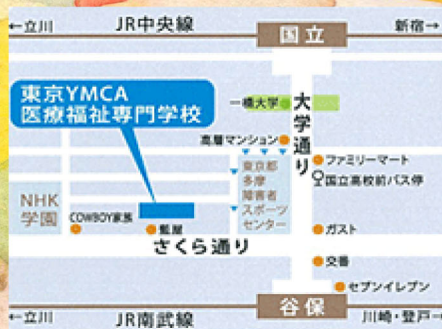 ←立川
JR中央線
新宿→
国立
東京YMCA
医療福祉専門学校
一橋大学
大学通り
高層マンション
東京都
多摩
障害者
スポーツ
センター
ファミリーマート
国立高校前バス停
NHK
学園
COWBOY家族
藍屋
さくら通り
ガスト
交番
セブンイレブン
谷保
←立川
JR南武線
川崎・登戸→